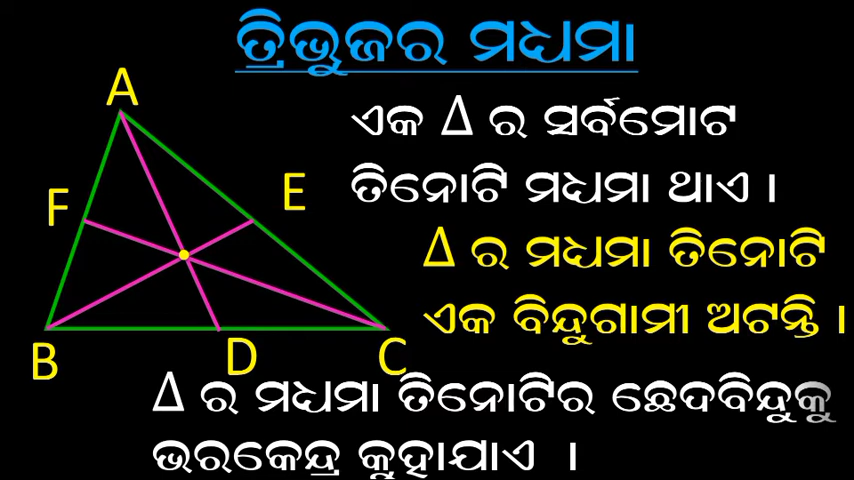 ତ୍ରିଭୁଜର ମଧ୍ୟମା
A
ଏକ Δ ର ସର୍ବମୋଟ
ତିନୋଟି ମଧ୍ୟମା ଥାଏ ।
F
E
Δ ର ମଧ୍ୟମା ତିନୋଟି
ଏକ ବିନ୍ଦୁଗାମୀ ଅଟନ୍ତି ।
B
D
C
Δ ର ମଧ୍ୟମା ତିନୋଟିର ଛେଦବିନ୍ଦୁକୁ
ଭରକେନ୍ଦ୍ର କୁହାଯାଏ ।